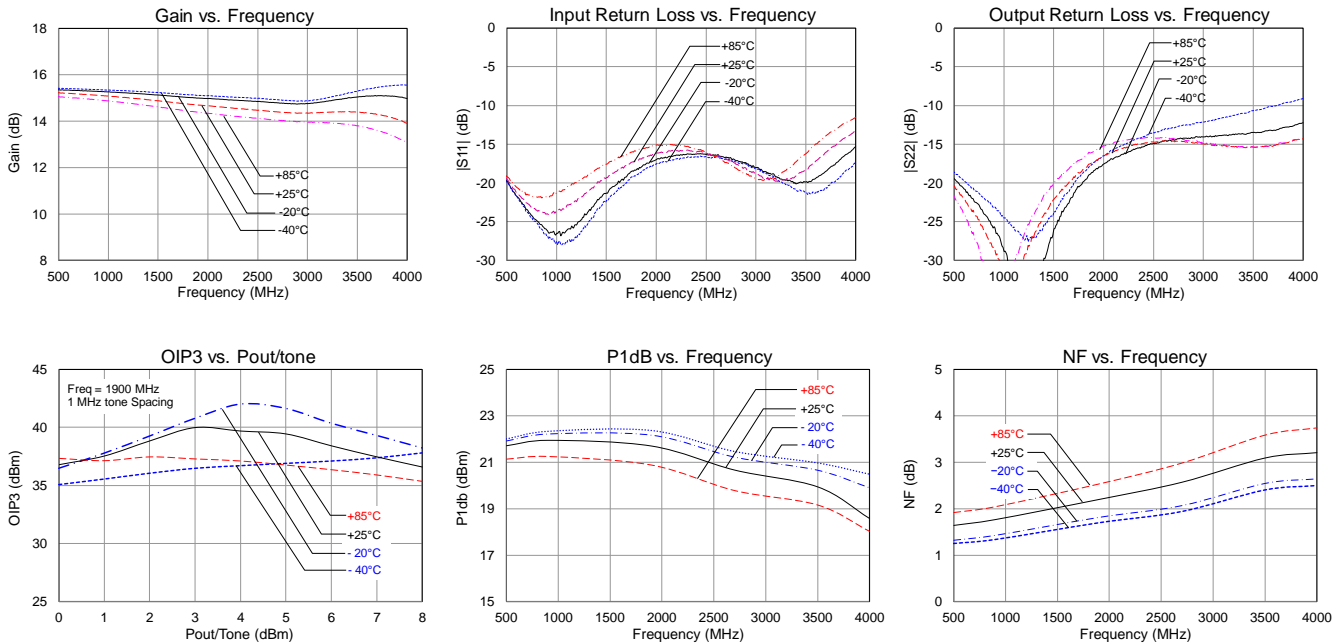 Gain vs. Frequency
18
16
14
12
10
8
Gain (dB)
+85°C
+25°C
-20°C
-40°C
500 1000 1500 2000 2500 3000 3500 4000
Frequency (MHz)
Input Return Loss vs. Frequency
0
-5
-10
-15
-20
-25
-30
|S11| (dB)
+85°C
+25°C
-20°C
-40°C
500 1000 1500 2000 2500 3000 3500 4000
Frequency (MHz)
Output Return Loss vs. Frequency
0
-5
-10
-15
-20
-25
-30
|S22| (dB)
+85°C
+25°C
-20°C
-40°C
500 1000 1500 2000 2500 3000 3500 4000
Frequency (MHz)
OIP3 vs. Pout/tone
45
40
35
30
25
OIP3 (dBm)
Freq = 1900 MHz
1 MHz tone Spacing
+85°C
+25°C
- 20°C
- 40°C
0 1 2 3 4 5 6 7 8
Pout/Tone (dBm)
P1dB vs. Frequency
25
23
21
19
17
15
P1db (dBm)
+85°C
+25°C
- 20°C
- 40°C
500 1000 1500 2000 2500 3000 3500 4000
Frequency (MHz)
NF vs. Frequency
5
4
3
2
1
0
NF (dB)
+85°C
+25°C
−20°C
−40°C
500 1000 1500 2000 2500 3000 3500 4000
Frequency (MHz)